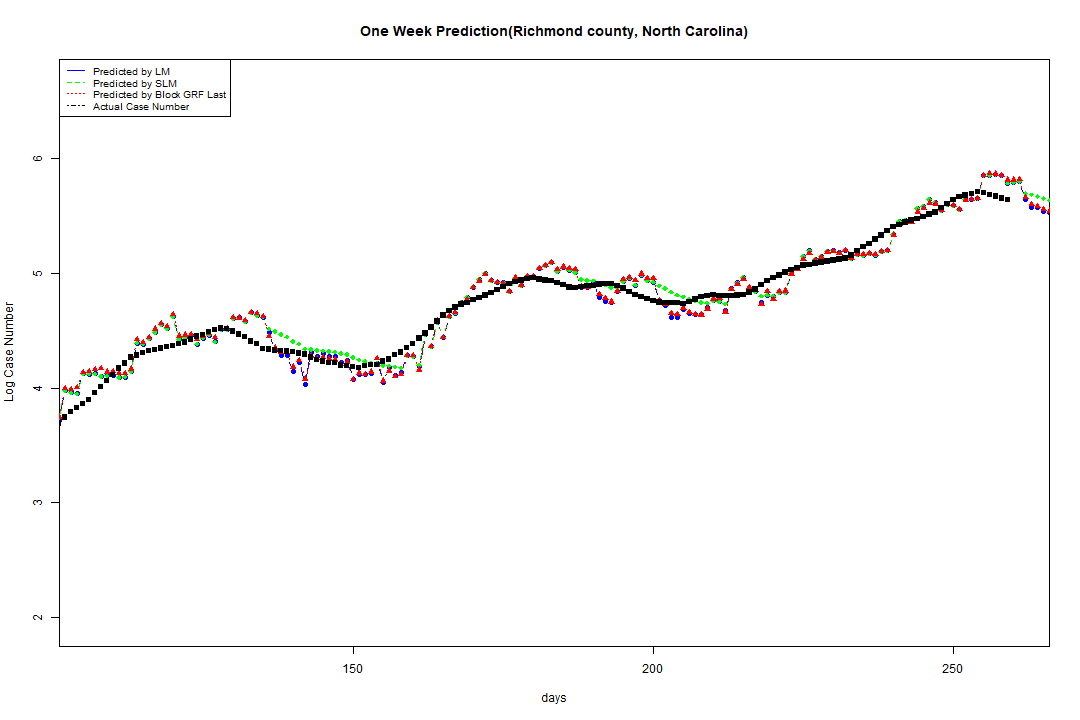 One Week Prediction(Richmond county, North Carolina)
Predicted by LM
Predicted by SLM
Predicted by Block GRF Last
Actual Case Number
6
5
4
3
2
Log Case Number
150
200
250
days